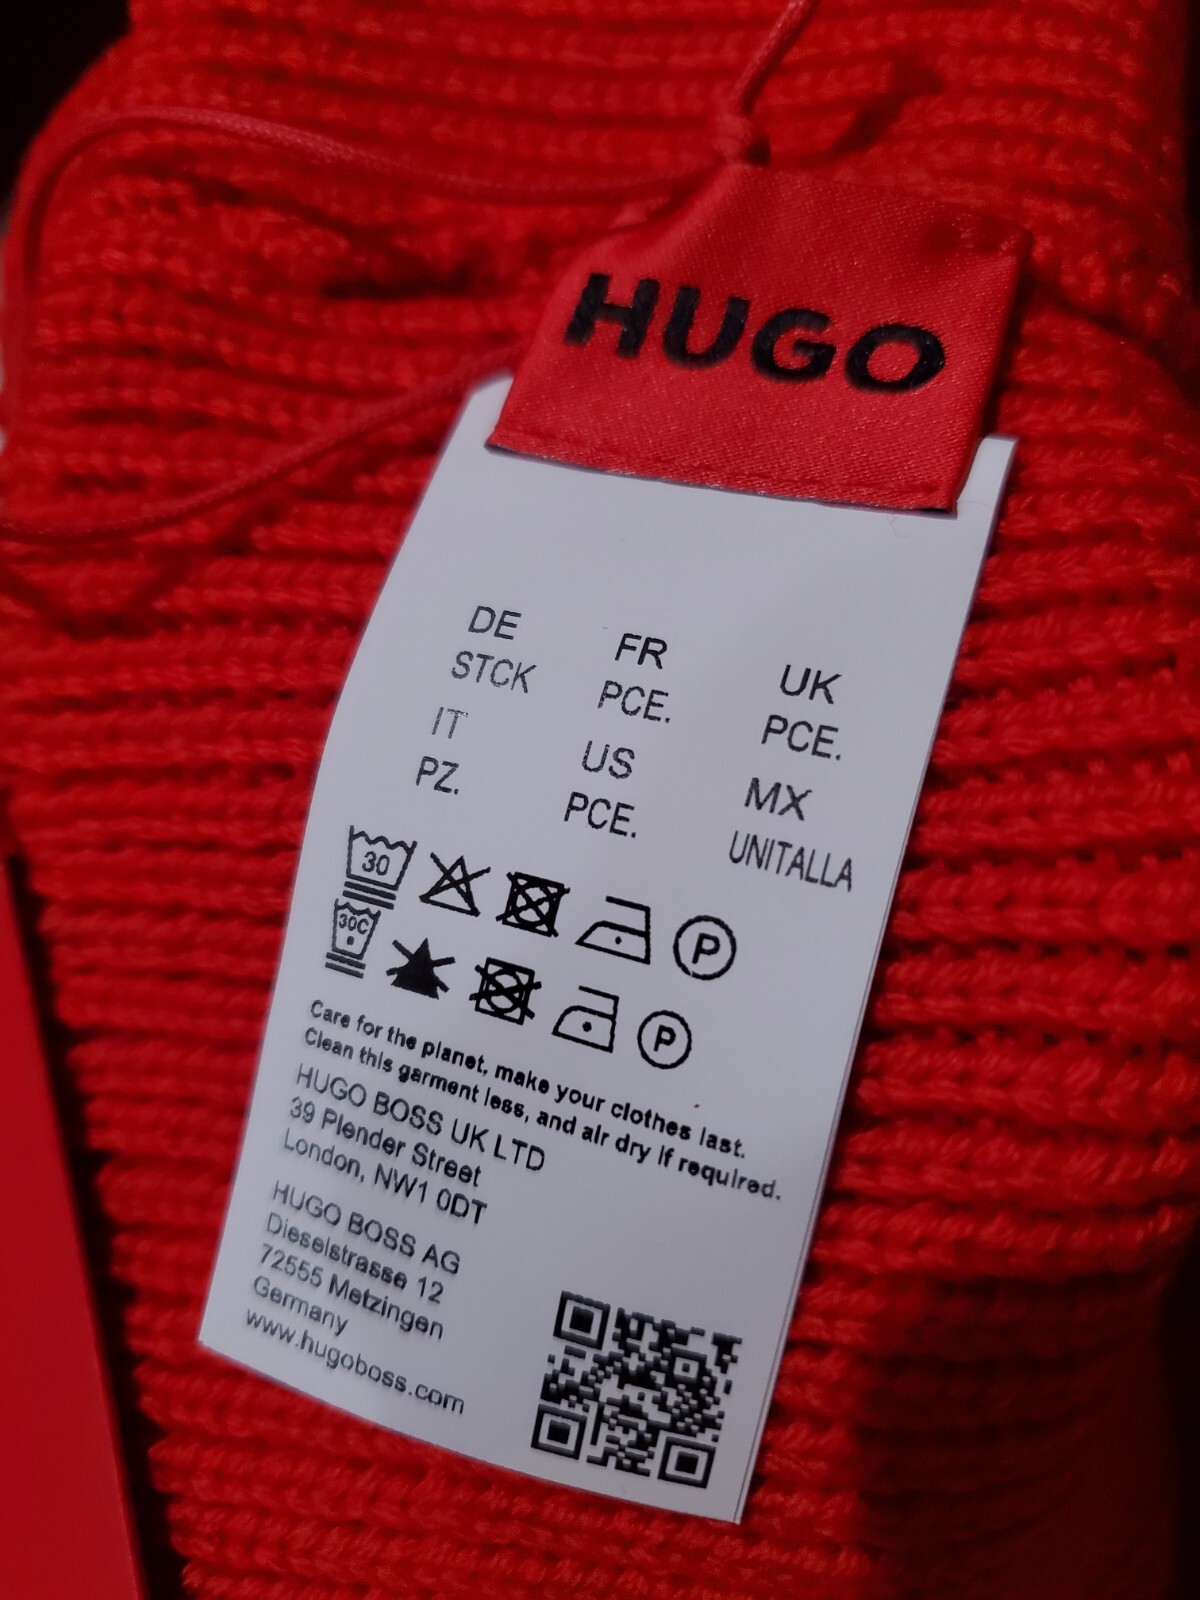 HUGO
DE FR UK
STCK PCE. PCE.
IT US MX
PZ. PCE. UNITALLA
30 P
30C P
Care for the planet, make your clothes last.
Clean this garment less, and air dry if required.
HUGO BOSS UK LTD
39 Plender Street
London, NW1 0DT
HUGO BOSS AG
Dieselstrasse 12
72555 Metzingen
Germany
www.hugoboss.com